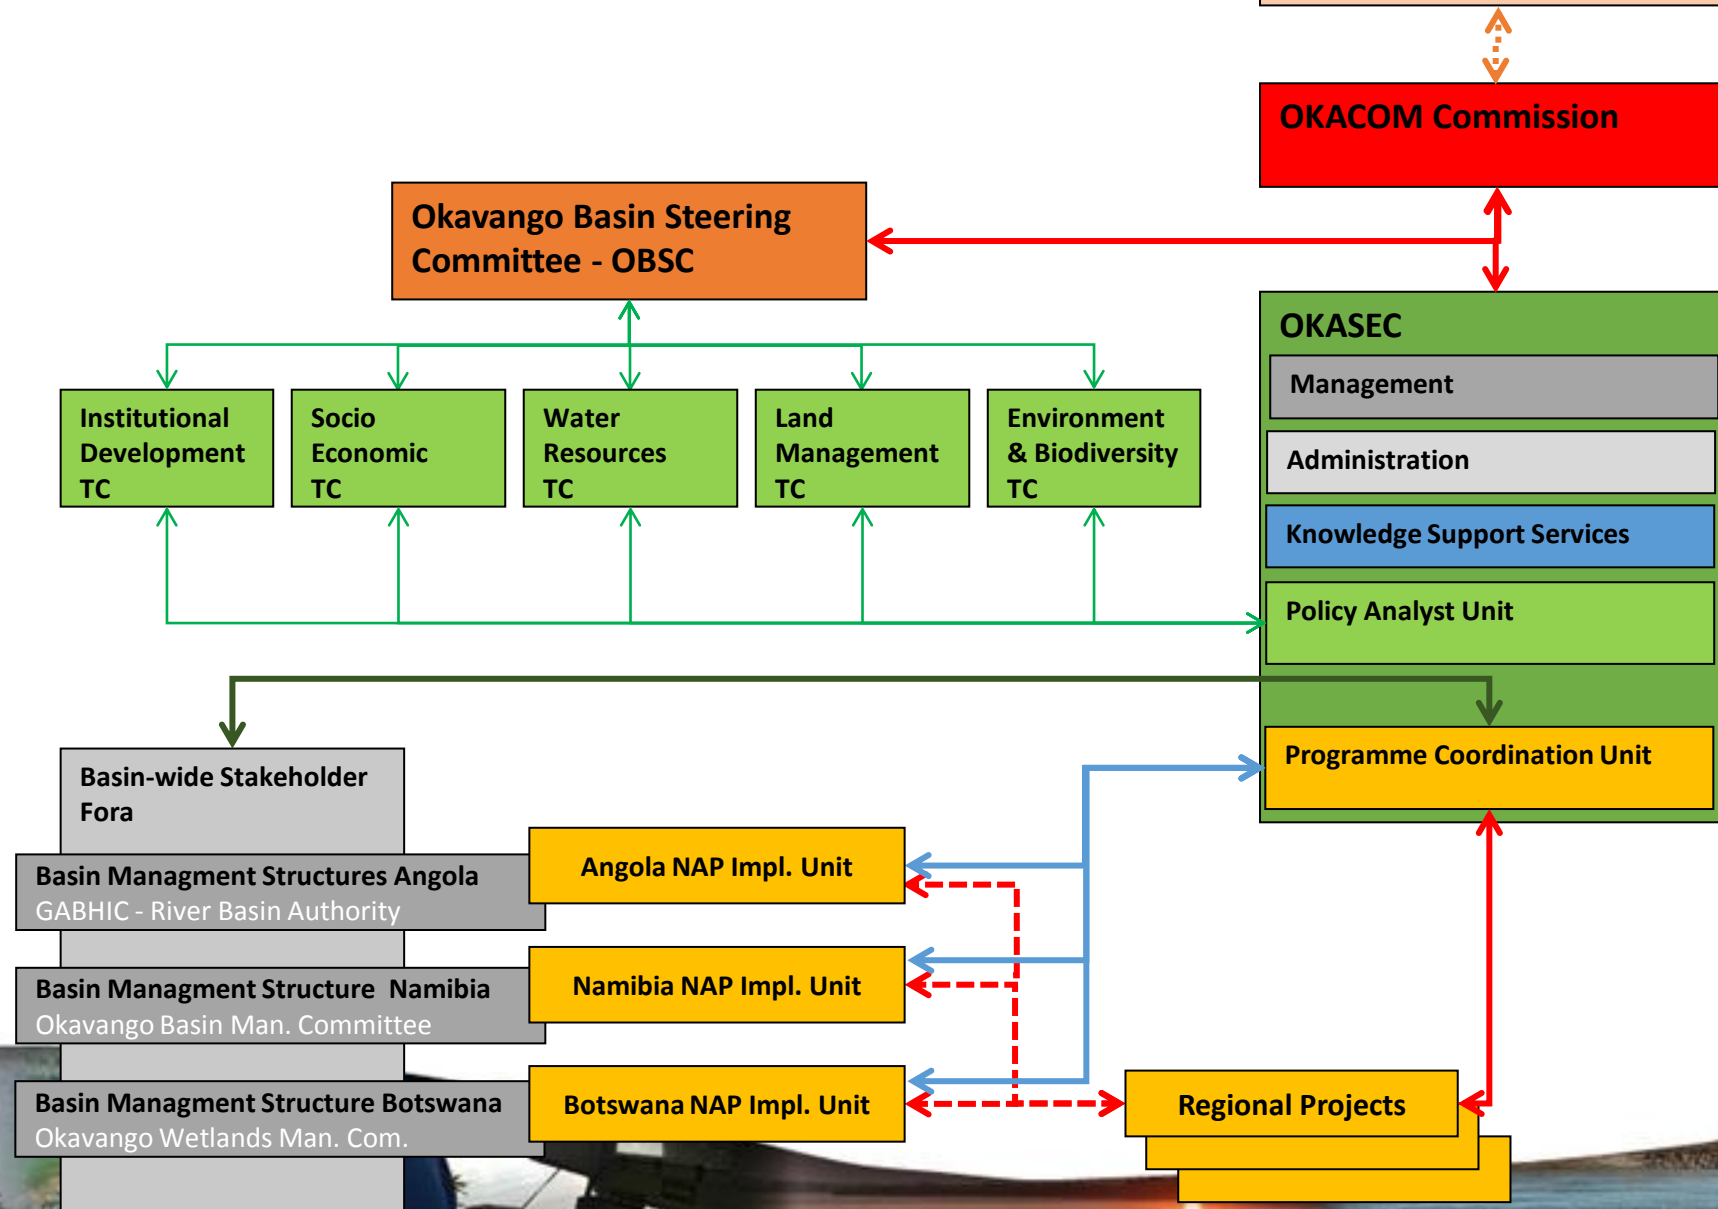 OKACOM Commission
Okavango Basin Steering
Committee - OBSC
OKASEC
Management
Administration
Knowledge Support Services
Policy Analyst Unit
Programme Coordination Unit
Institutional
Development
TC
Socio
Economic
TC
Water
Resources
TC
Land
Management
TC
Environment
& Biodiversity
TC
Basin-wide Stakeholder
Fora
Basin Managment Structures Angola
GABHIC - River Basin Authority
Angola NAP Impl. Unit
Basin Managment Structure Namibia
Okavango Basin Man. Committee
Namibia NAP Impl. Unit
Basin Managment Structure Botswana
Okavango Wetlands Man. Com.
Botswana NAP Impl. Unit
Regional Projects